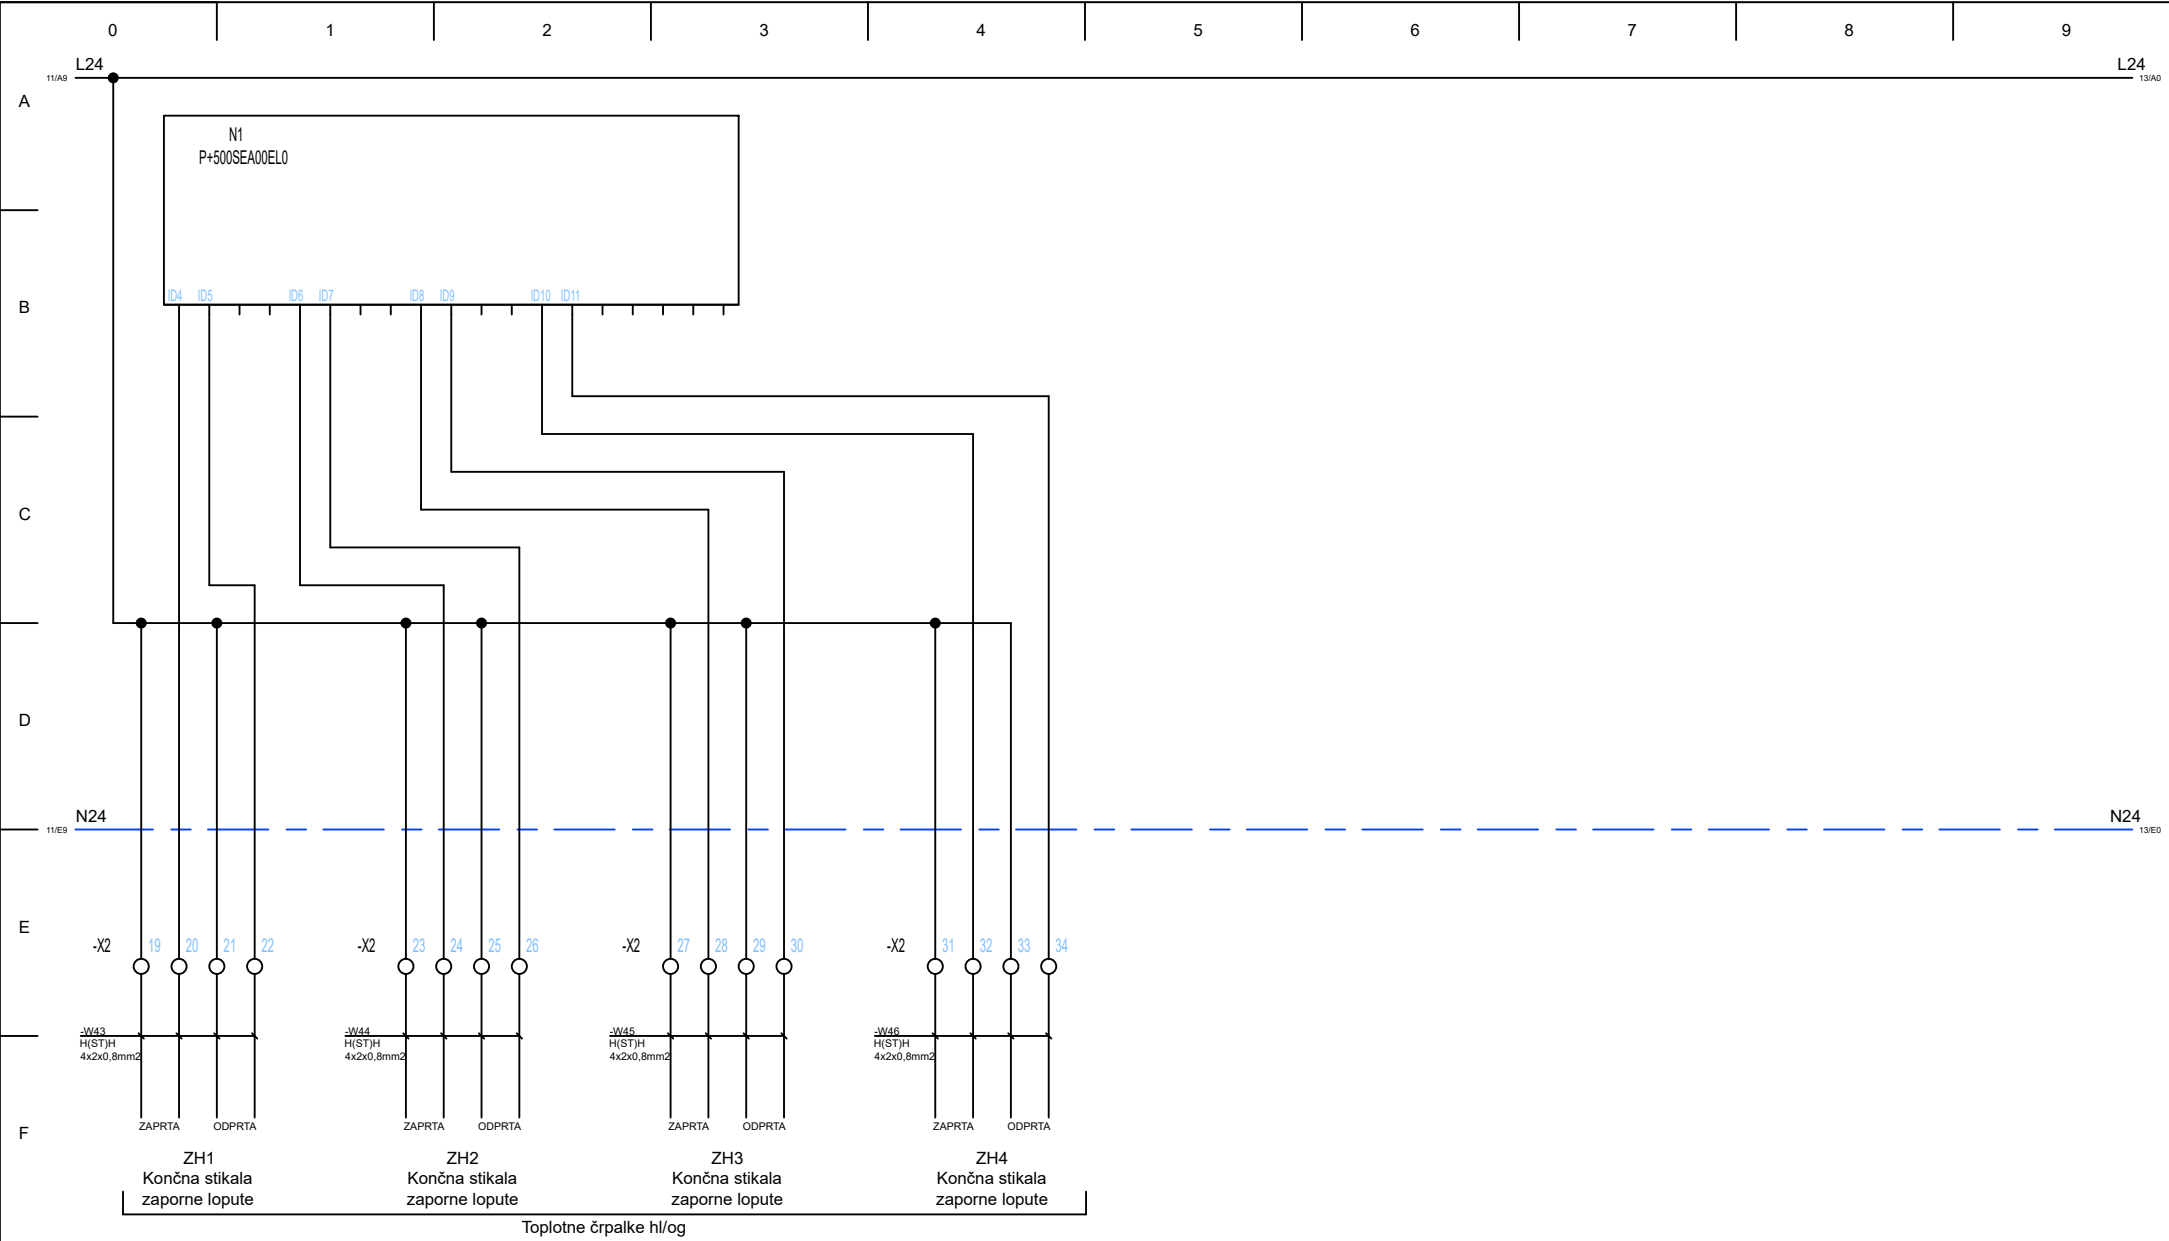 0 1 2 3 4 5 6 7 8 9
L24 L24
11/A9 13/A0
A
N1
P+500SEA00EL0
ID4 ID5 ID6 ID7 ID8 ID9 ID10 ID11
B
C
D
N24 N24
11/E9 13/E0
E
-X2 19 20 21 22 -X2 23 24 25 26 -X2 27 28 29 30 -X2 31 32 33 34
-W43 -W44 -W45 -W46
H(ST)H H(ST)H H(ST)H H(ST)H
4x2x0,8mm2 4x2x0,8mm2 4x2x0,8mm2 4x2x0,8mm2
F
ZAPRTA ODPRTA ZAPRTA ODPRTA ZAPRTA ODPRTA ZAPRTA ODPRTA
ZH1 ZH2 ZH3 ZH4
Končna stikala Končna stikala Končna stikala Končna stikala
zaporne lopute zaporne lopute zaporne lopute zaporne lopute
Toplotne črpalke hl/og